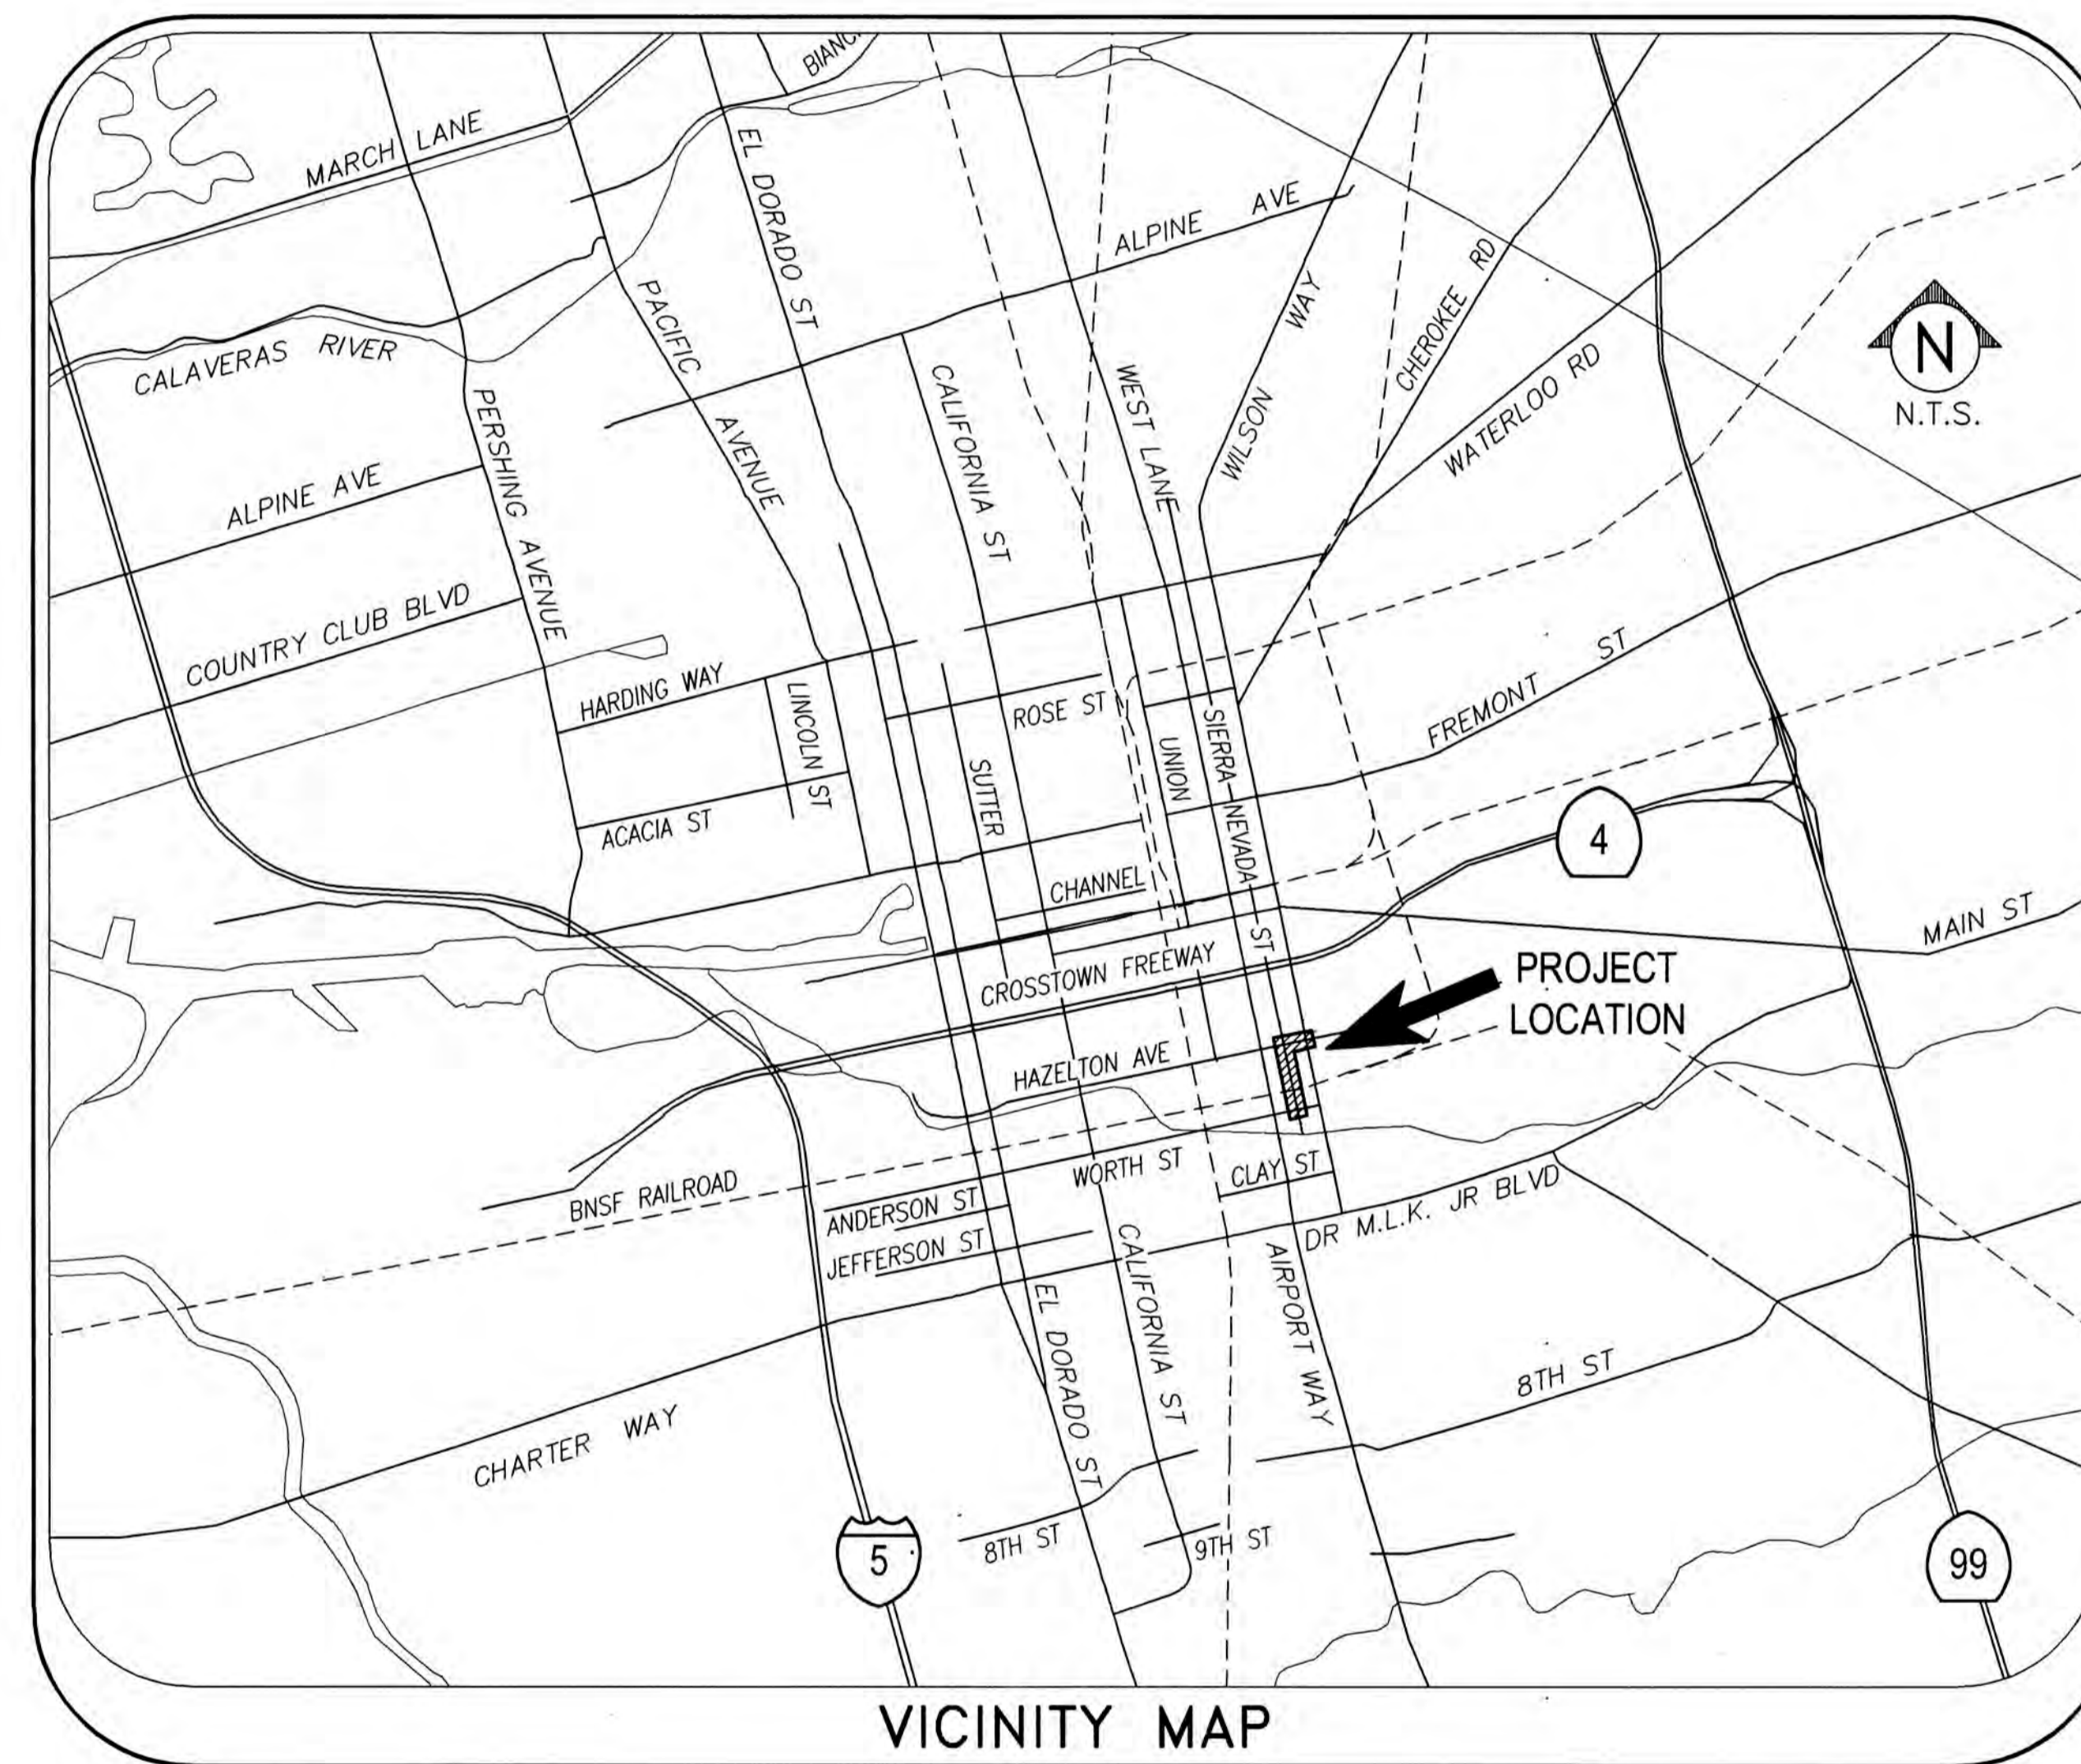 BIANC
MARCH LANE
EL DORADO ST
ALPINE AVE
WILSON WAY
CHEROKEE RD
PACIFIC AVENUE
CALAVERAS RIVER
N
N.T.S.
WATERLOO RD
CALIFORNIA ST
WEST LANE
PERSHING AVENUE
ALPINE AVE
COUNTRY CLUB BLVD
HARDING WAY
LINCOLN ST
ROSE ST
FREMONT ST
SIERRA NEVADA ST
UNION
SUTTER
ACACIA ST
4
CHANNEL
MAIN ST
CROSSTOWN FREEWAY
PROJECT
LOCATION
HAZELTON AVE
BNSF RAILROAD
WORTH ST
CLAY ST
ANDERSON ST
JEFFERSON ST
DR M.L.K. JR BLVD
CALIFORNIA ST
AIRPORT WAY
EL DORADO ST
8TH ST
CHARTER WAY
5
8TH ST
9TH ST
99
VICINITY MAP